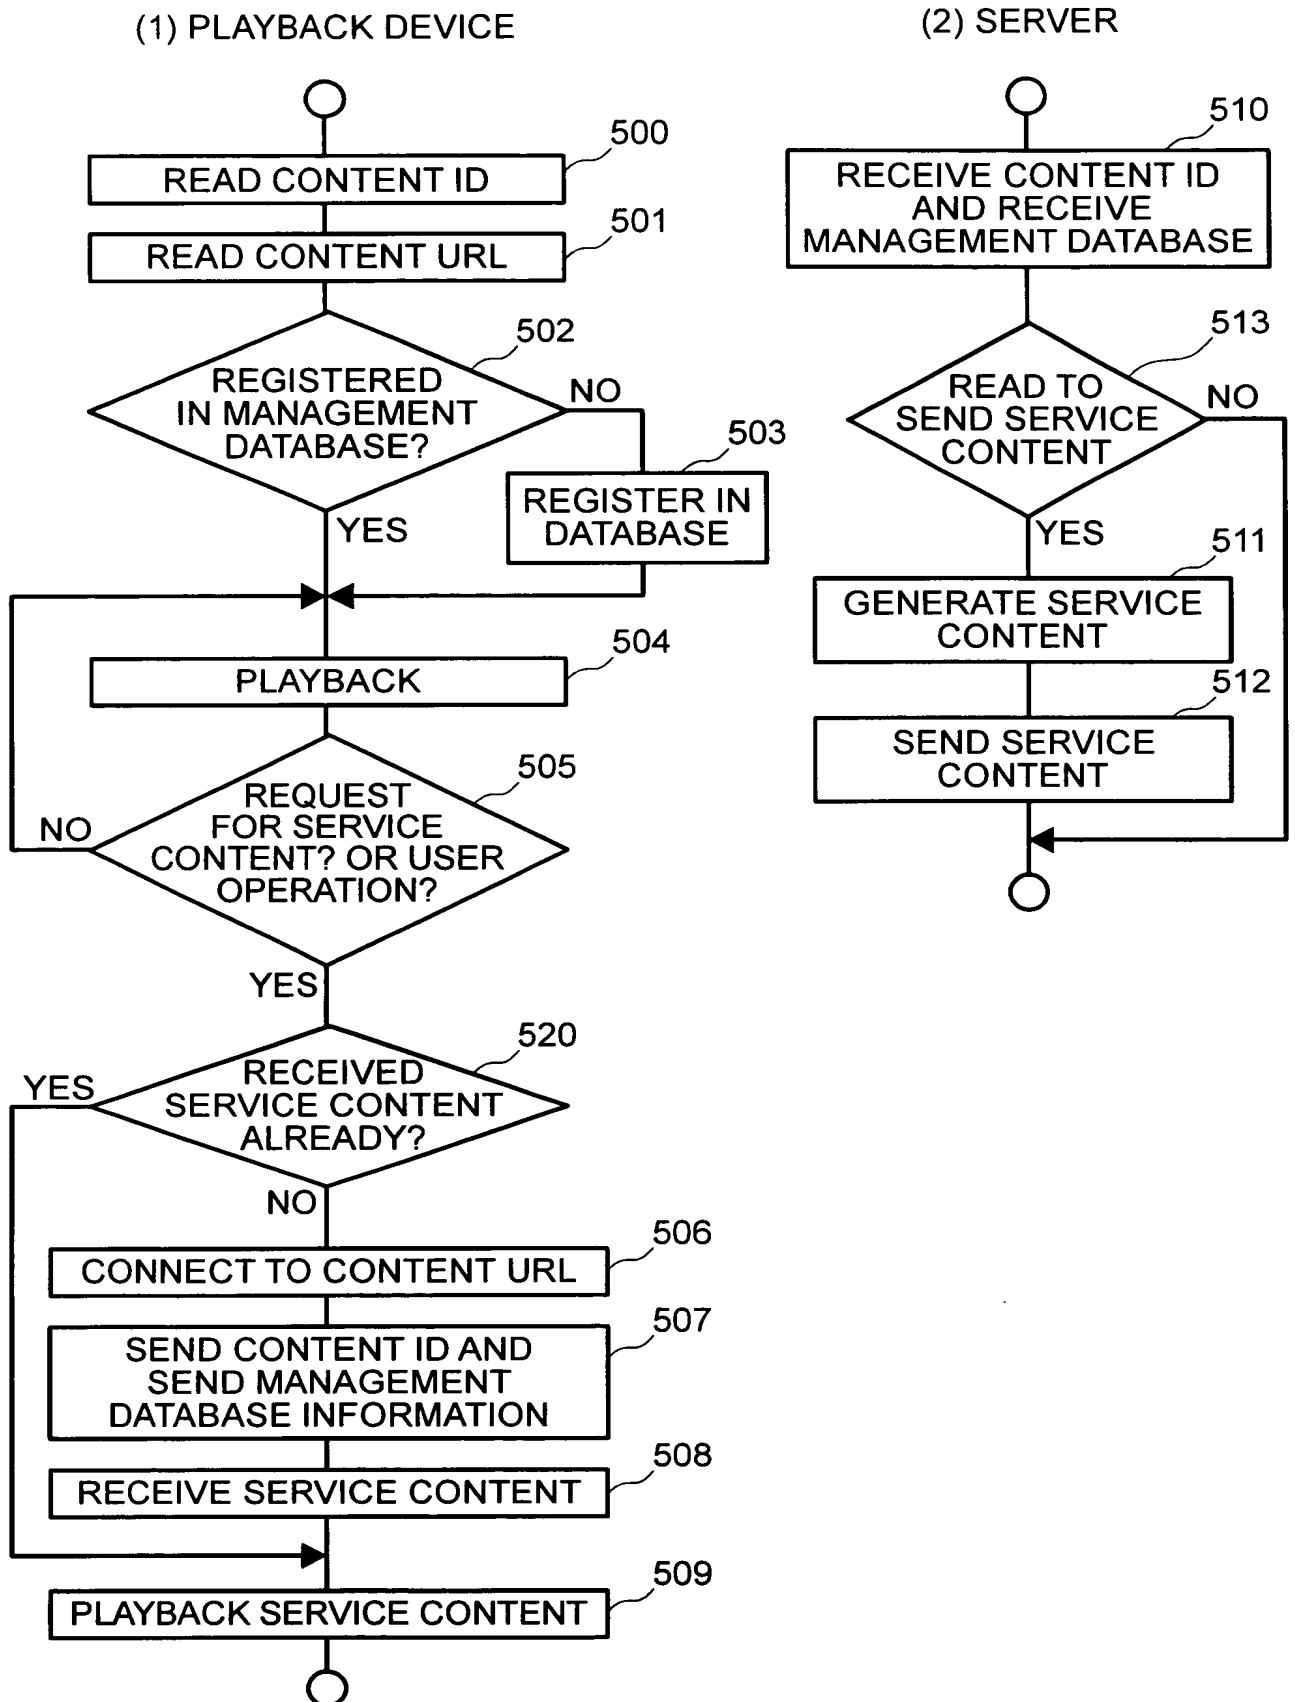 (1) PLAYBACK DEVICE
500
READ CONTENT ID
501
READ CONTENT URL
502
REGISTERED
IN MANAGEMENT
DATABASE?
NO
503
REGISTER IN
DATABASE
YES
504
PLAYBACK
505
REQUEST
FOR SERVICE
CONTENT? OR USER
OPERATION?
NO
YES
520
RECEIVED
SERVICE CONTENT
ALREADY?
YES
NO
506
CONNECT TO CONTENT URL
507
SEND CONTENT ID AND
SEND MANAGEMENT
DATABASE INFORMATION
508
RECEIVE SERVICE CONTENT
509
PLAYBACK SERVICE CONTENT
(2) SERVER
510
RECEIVE CONTENT ID
AND RECEIVE
MANAGEMENT DATABASE
513
READ TO
SEND SERVICE
CONTENT
NO
YES
511
GENERATE SERVICE
CONTENT
512
SEND SERVICE
CONTENT